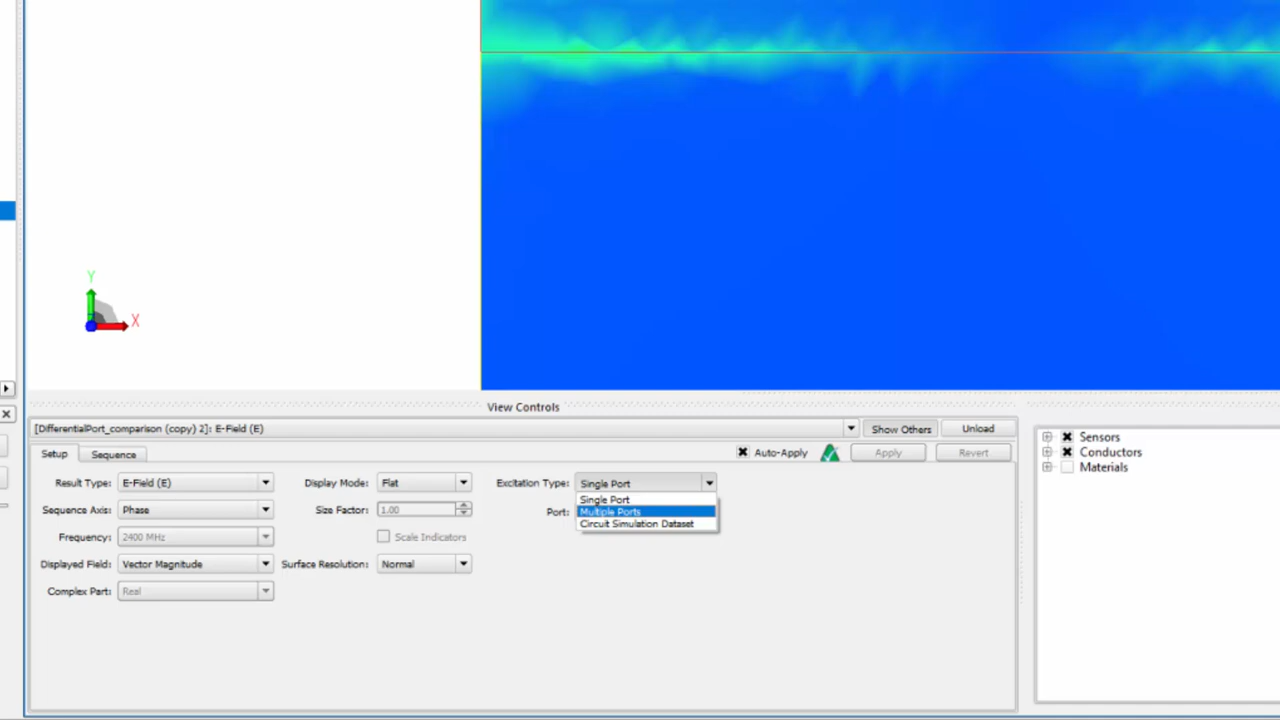 Y
X
View Controls
[DifferentialPort_comparison (copy) 2]: E-Field (E)
Show Others
Unload
Setup
Sequence
Auto-Apply
Apply
Revert
Result Type: E-Field (E)
Display Mode: Flat
Excitation Type: Single Port
Single Port
Multiple Ports
Circuit Simulation Dataset
Sequence Axis: Phase
Size Factor: 1.00
Port:
Frequency: 2400 MHz
Scale Indicators
Displayed Field: Vector Magnitude
Surface Resolution: Normal
Complex Part: Real
Sensors
Conductors
Materials